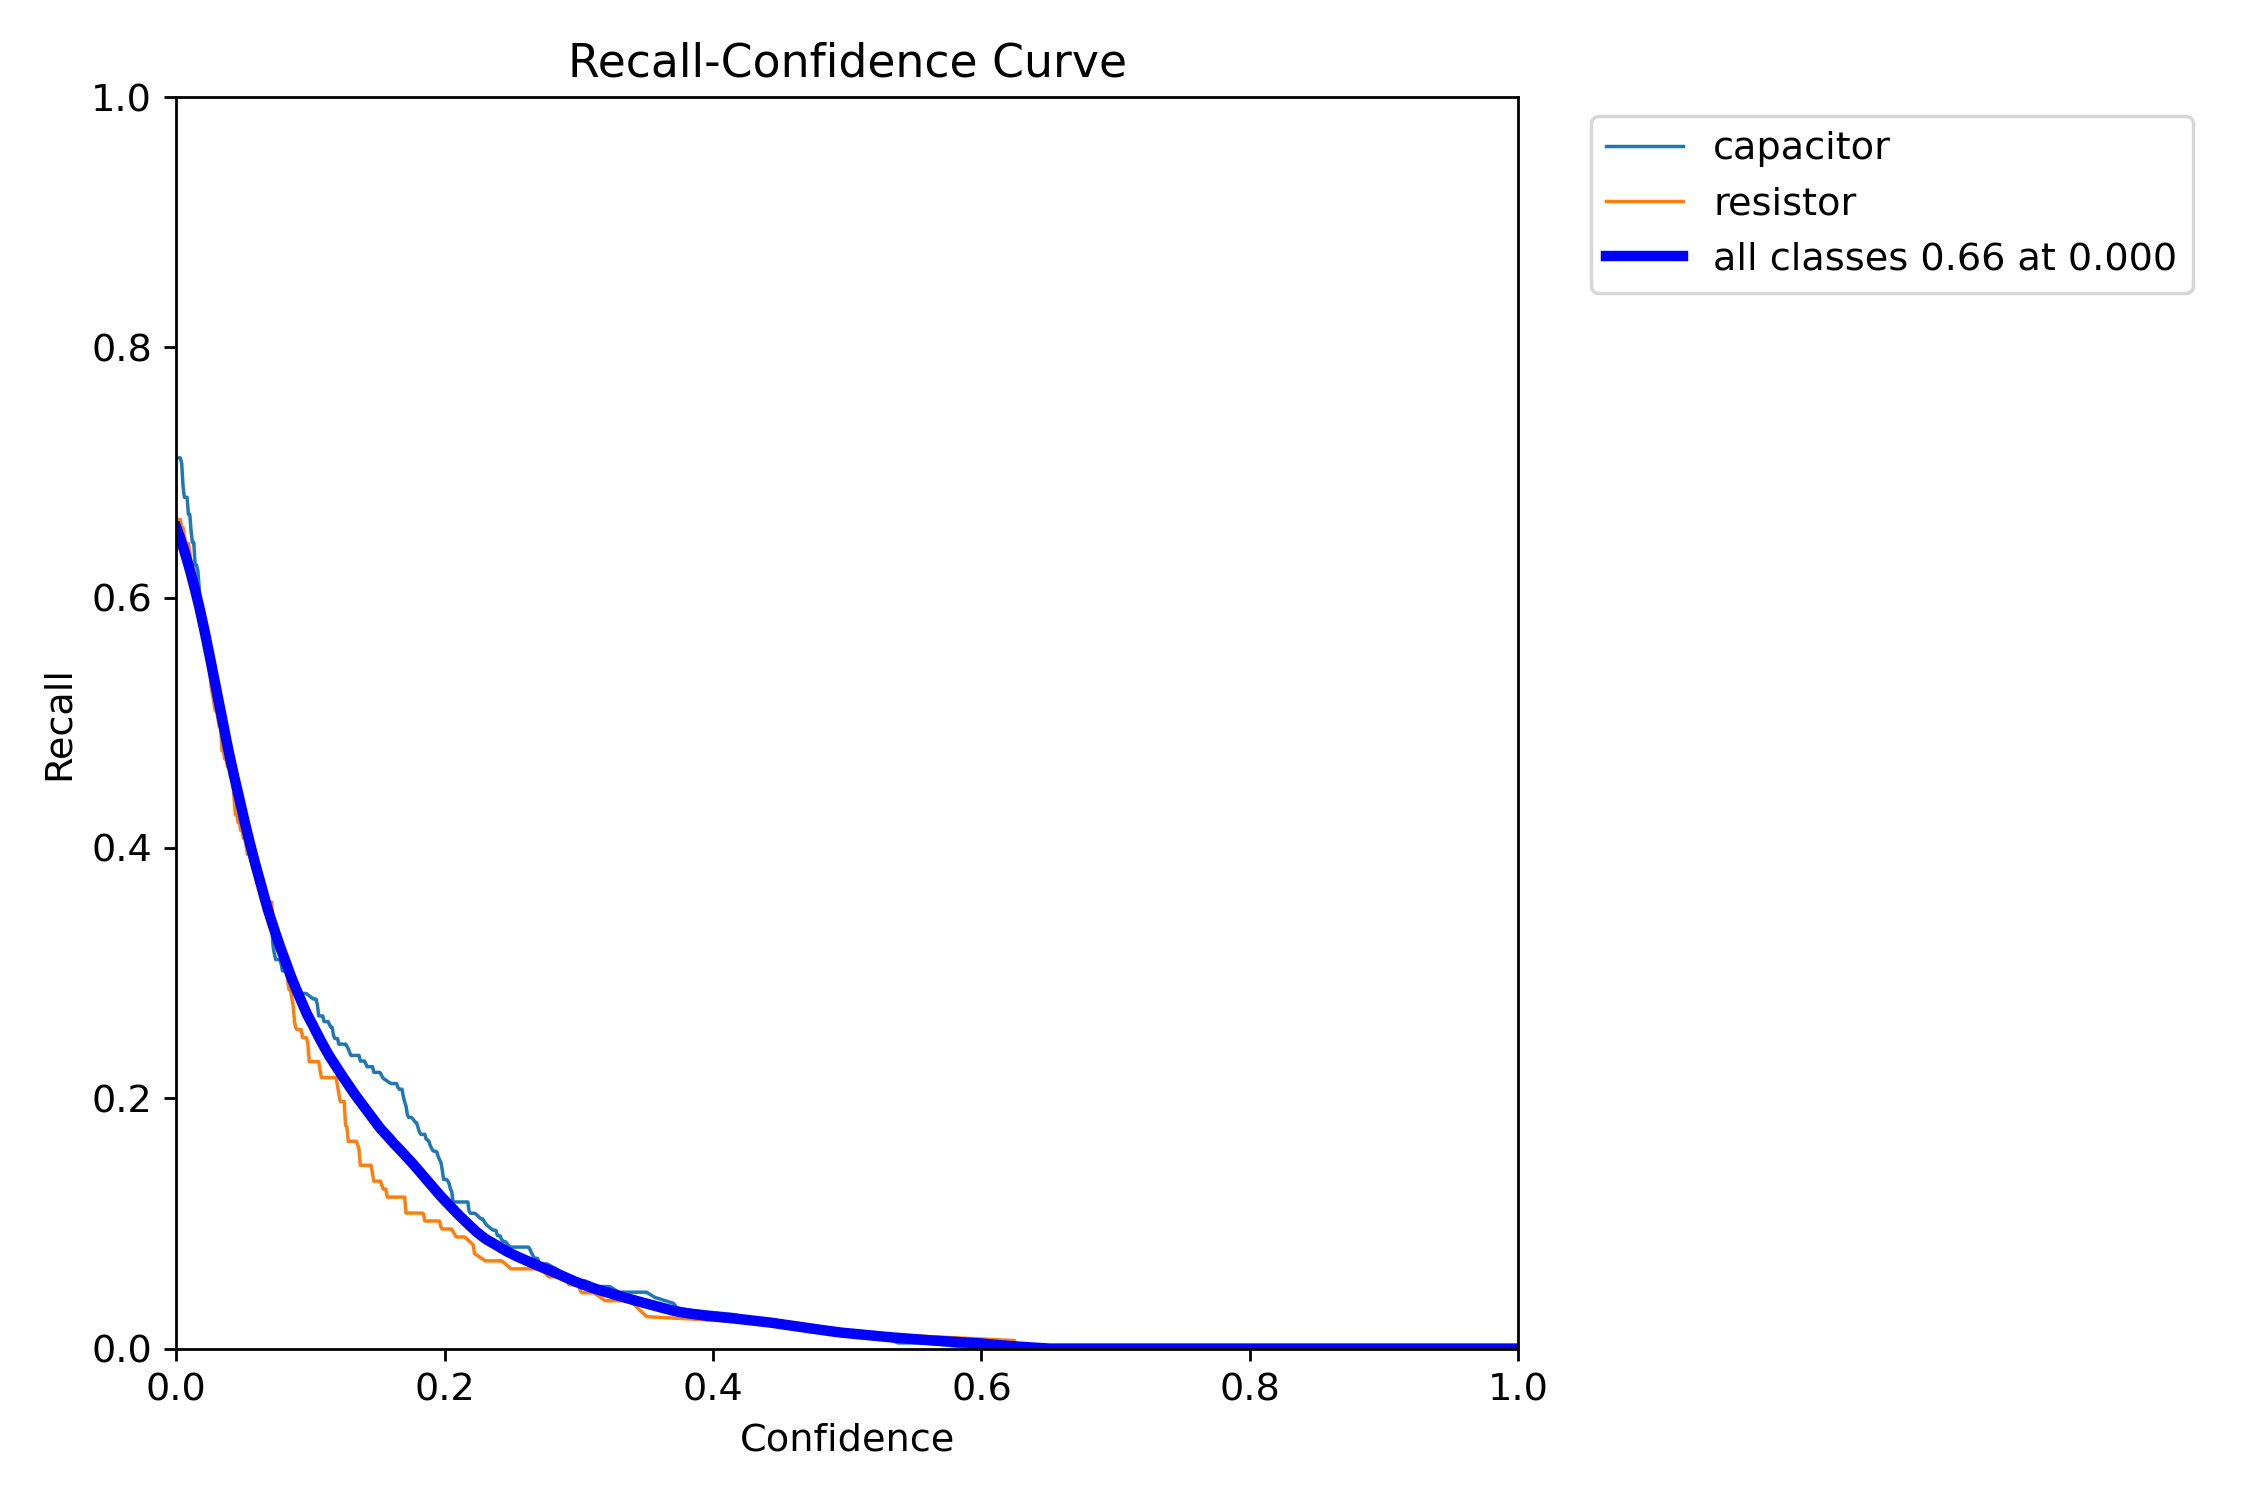 Recall-Confidence Curve
1.0
0.8
0.6
0.4
0.2
0.0
Recall
0.0 0.2 0.4 0.6 0.8 1.0
Confidence
capacitor
resistor
all classes 0.66 at 0.000